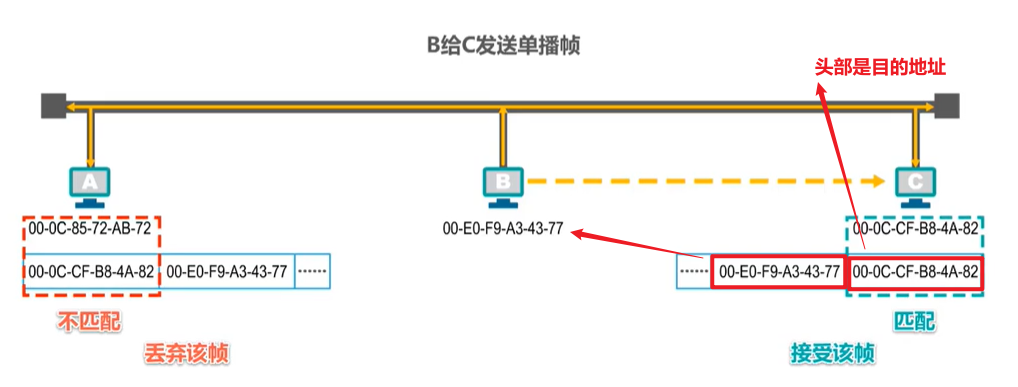 B给C发送单播帧
头部是目的地址
A
B
C
00-0C-85-72-AB-72
00-E0-F9-A3-43-77
00-0C-CF-B8-4A-82
00-0C-CF-B8-4A-82 00-E0-F9-A3-43-77 ······
······ 00-E0-F9-A3-43-77 00-0C-CF-B8-4A-82
不匹配
匹配
丢弃该帧
接受该帧